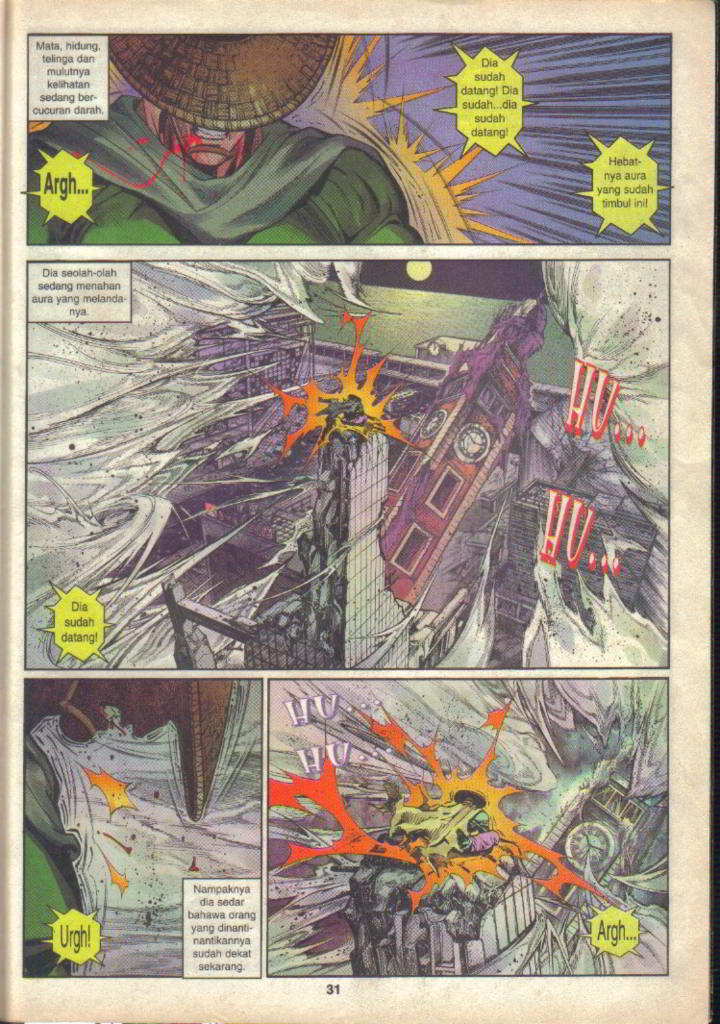 Mata, hidung,
telinga dan
mulutnya
kelihatan
sedang ber-
cucuran darah.
Dia
sudah
datang! Dia
sudah...dia
sudah
datang!
Argh...
Hebat-
nya aura
yang sudah
timbul ini!
Dia seolah-olah
sedang menahan
aura yang melanda-
nya.
HU...
HU...
Dia
sudah
datang!
Urgh!
Nampaknya
dia sedar
bahawa orang
yang dinanti-
nantikannya
sudah dekat
sekarang.
HU...
HU...
Argh...
31